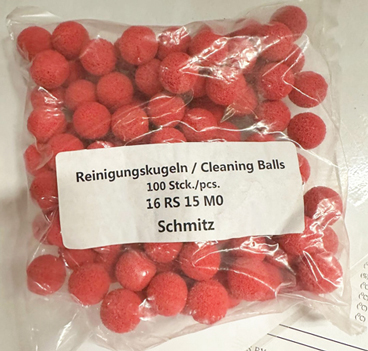 Reinigungskugeln / Cleaning Balls
100 Stck./pcs.
16 RS 15 M0
Schmitz